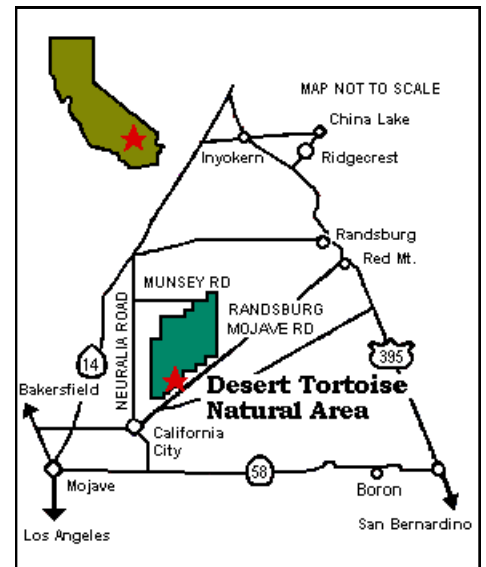 MAP NOT TO SCALE
China Lake
Inyokern
Ridgecrest
Randsburg
Red Mt.
MUNSEY RD
RANDSBURG
MOJAVE RD
NEURALIA ROAD
14
395
Bakersfield
Desert Tortoise
Natural Area
California
City
58
Mojave
Boron
Los Angeles
San Bernardino